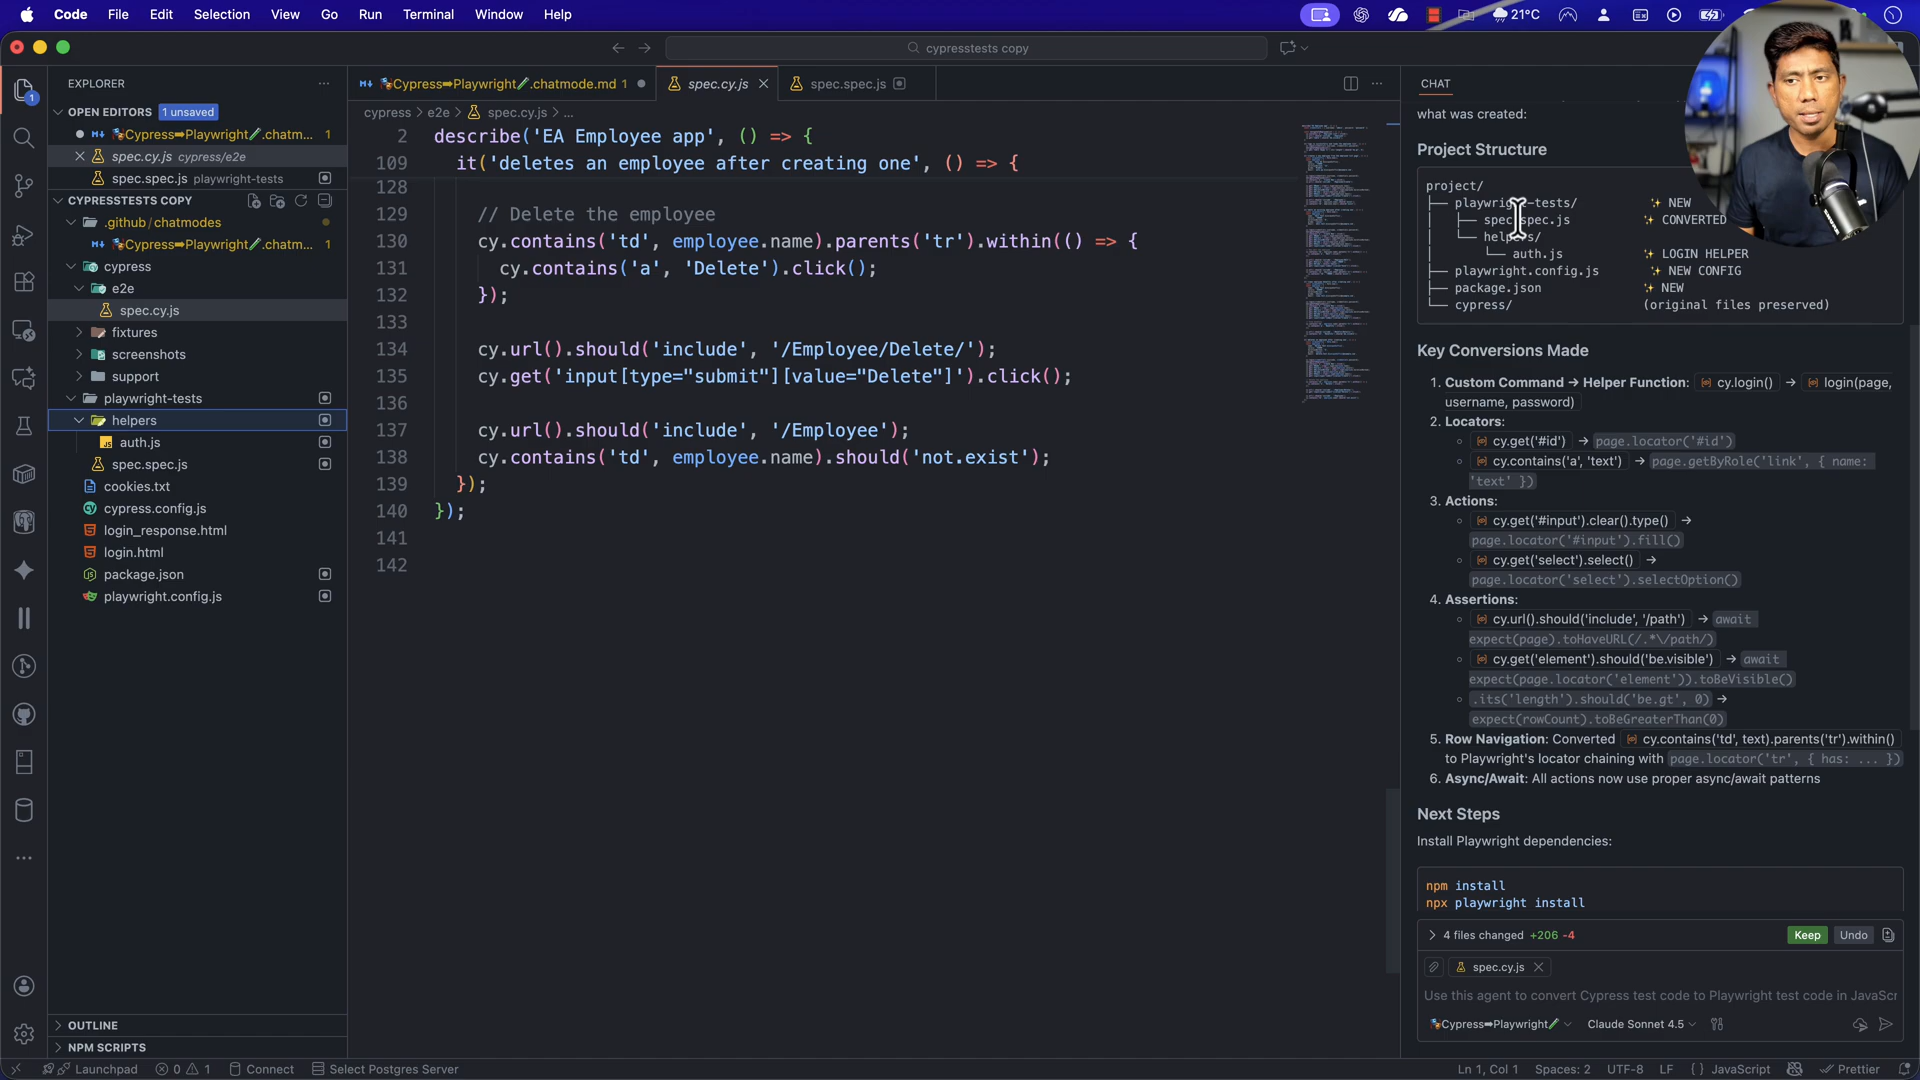 Code File Edit Selection View Go Run Terminal Window Help
21°C
cypresstests copy
EXPLORER
OPEN EDITORS 1 unsaved
Cypress➡Playwright🧪.chatm... 1
spec.cy.js cypress/e2e
spec.spec.js playwright-tests
CYPRESSTESTS COPY
.github/chatmodes
Cypress➡Playwright🧪.chatm... 1
cypress
e2e
spec.cy.js
fixtures
screenshots
support
playwright-tests
helpers
auth.js
spec.spec.js
cookies.txt
cypress.config.js
login_response.html
login.html
package.json
playwright.config.js
OUTLINE
NPM SCRIPTS
Cypress➡Playwright🧪.chatmode.md 1
spec.cy.js
spec.spec.js
cypress > e2e > spec.cy.js > ...
2 describe('EA Employee app', () => {
109 it('deletes an employee after creating one', () => {
128
129 // Delete the employee
130 cy.contains('td', employee.name).parents('tr').within(() => {
131 cy.contains('a', 'Delete').click();
132 });
133
134 cy.url().should('include', '/Employee/Delete/');
135 cy.get('input[type="submit"][value="Delete"]').click();
136
137 cy.url().should('include', '/Employee');
138 cy.contains('td', employee.name).should('not.exist');
139 });
140 });
141
142
CHAT
what was created:
Project Structure
project/
├── playwright-tests/ ✨ NEW
│ ├── spec.spec.js ✨ CONVERTED
│ └── helpers/
│ └── auth.js ✨ LOGIN HELPER
├── playwright.config.js ✨ NEW CONFIG
├── package.json ✨ NEW
└── cypress/ (original files preserved)
Key Conversions Made
1. Custom Command → Helper Function: cy.login() → login(page,
username, password)
2. Locators:
cy.get('#id') → page.locator('#id')
cy.contains('a', 'text') → page.getByRole('link', { name:
'text' })
3. Actions:
cy.get('#input').clear().type() →
page.locator('#input').fill()
cy.get('select').select() →
page.locator('select').selectOption()
4. Assertions:
cy.url().should('include', '/path') → await
expect(page).toHaveURL(/.*\/path/)
cy.get('element').should('be.visible') → await
expect(page.locator('element')).toBeVisible()
.its('length').should('be.gt', 0) →
expect(rowCount).toBeGreaterThan(0)
5. Row Navigation: Converted cy.contains('td', text).parents('tr').within()
to Playwright's locator chaining with page.locator('tr', { has: ... })
6. Async/Await: All actions now use proper async/await patterns
Next Steps
Install Playwright dependencies:
npm install
npx playwright install
4 files changed +206 -4 Keep Undo
spec.cy.js
Use this agent to convert Cypress test code to Playwright test code in JavaScr
Cypress➡Playwright🧪 Claude Sonnet 4.5
Launchpad 0 1 Connect Select Postgres Server Ln 1, Col 1 Spaces: 2 UTF-8 LF { } JavaScript Prettier